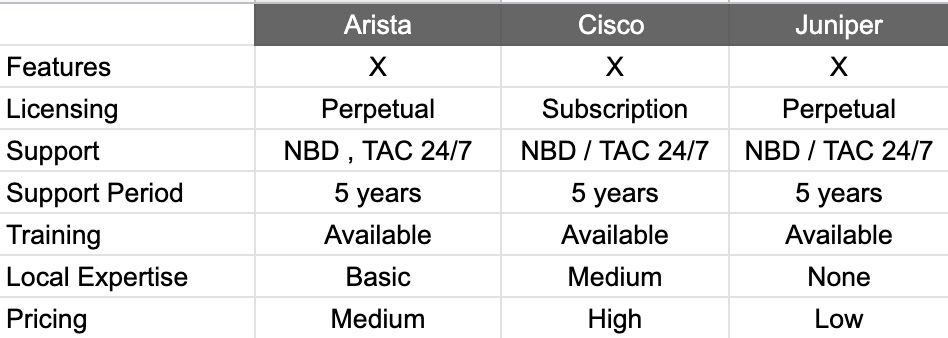 Arista Cisco Juniper
Features X X X
Licensing Perpetual Subscription Perpetual
Support NBD , TAC 24/7 NBD / TAC 24/7 NBD / TAC 24/7
Support Period 5 years 5 years 5 years
Training Available Available Available
Local Expertise Basic Medium None
Pricing Medium High Low